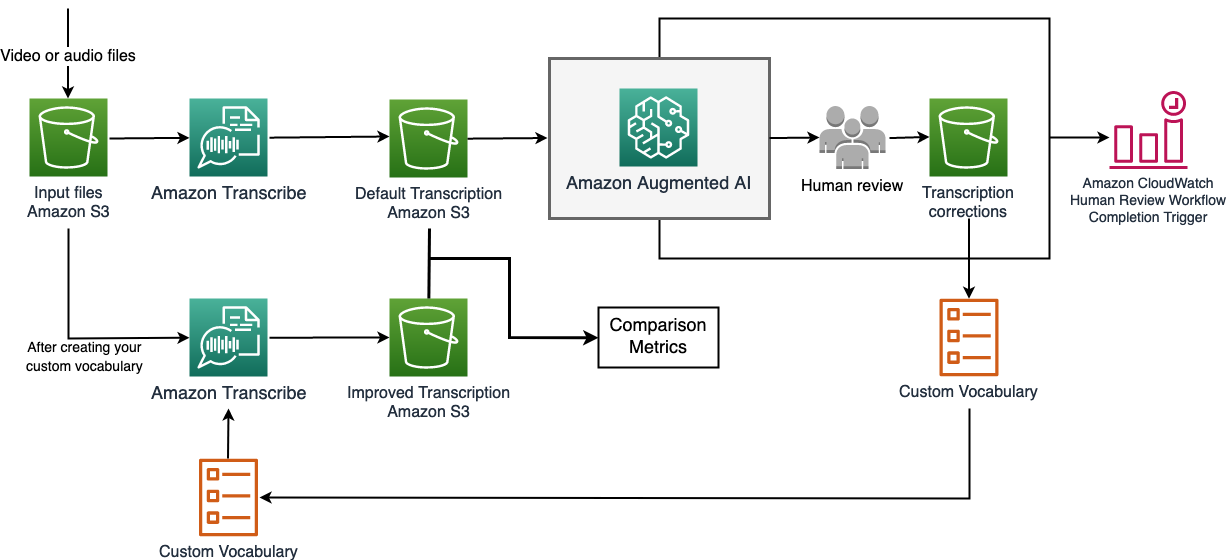 Video or audio files
Input files
Amazon S3
Amazon Transcribe
Default Transcription
Amazon S3
Amazon Augmented AI
Human review
Transcription
corrections
Amazon CloudWatch
Human Review Workflow
Completion Trigger
After creating your
custom vocabulary
Amazon Transcribe
Improved Transcription
Amazon S3
Comparison
Metrics
Custom Vocabulary
Custom Vocabulary